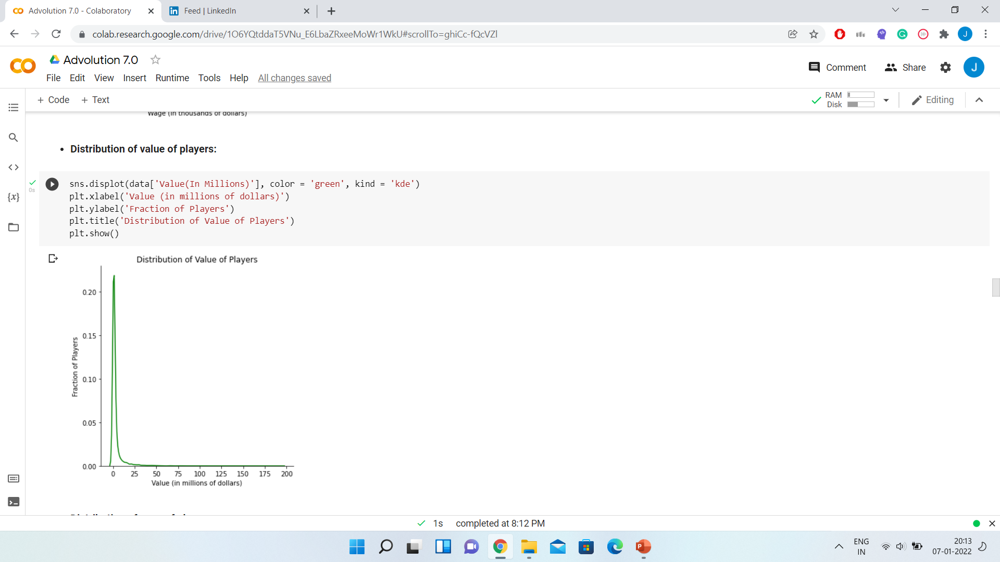 Advolution 7.0 - Colaboratory
Feed | LinkedIn
colab.research.google.com/drive/1O6YQtddaT5VNu_E6LbaZRxeeMoWr1WkU#scrollTo=ghiCc-fQcVZl
J
Advolution 7.0
Comment
Share
J
File Edit View Insert Runtime Tools Help All changes saved
+ Code + Text
RAM
Disk
Editing
Wage (in thousands of dollars)
• Distribution of value of players:
0s
sns.displot(data['Value(In Millions)'], color = 'green', kind = 'kde')
plt.xlabel('Value (in millions of dollars)')
plt.ylabel('Fraction of Players')
plt.title('Distribution of Value of Players')
plt.show()
{x}
Distribution of Value of Players
0.20
0.15
0.10
0.05
0.00
Fraction of Players
0 25 50 75 100 125 150 175 200
Value (in millions of dollars)
1s completed at 8:12 PM
ENG
IN
20:13
07-01-2022